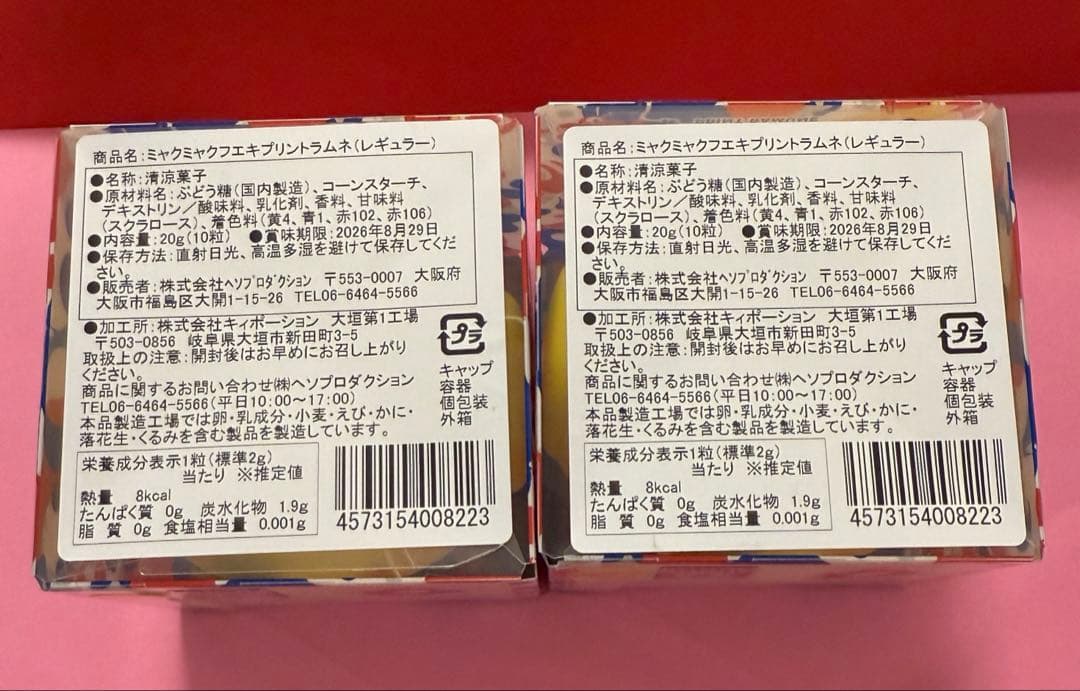 商品名:ミャクミャクフエキプリントラムネ(レギュラー)
●名称:清涼菓子
●原材料名:ぶどう糖(国内製造)、コーンスターチ、
デキストリン/酸味料、乳化剤、香料、甘味料
(スクラロース)、着色料(黄4、青1、赤102、赤106)
●内容量:20g(10粒) ●賞味期限:2026年8月29日
●保存方法:直射日光、高温多湿を避けて保存してくだ
さい。
●販売者:株式会社ヘソプロダクション 〒553-0007 大阪府
大阪市福島区大開1-15-26 TEL06-6464-5566
●加工所:株式会社キィポーション 大垣第1工場
〒503-0856 岐阜県大垣市新田町3-5
取扱上の注意:開封後はお早めにお召し上がり
ください。
商品に関するお問い合わせ㈱ヘソプロダクション
TEL06-6464-5566(平日10:00~17:00)
本品製造工場では卵・乳成分・小麦・えび・かに・
落花生・くるみを含む製品を製造しています。
プラ
キャップ
容器
個包装
外箱
栄養成分表示1粒(標準2g)
当たり ※推定値
熱量 8kcal
たんぱく質 0g 炭水化物 1.9g
脂 質 0g 食塩相当量 0.001g
4573154008223
商品名:ミャクミャクフエキプリントラムネ(レギュラー)
●名称:清涼菓子
●原材料名:ぶどう糖(国内製造)、コーンスターチ、
デキストリン/酸味料、乳化剤、香料、甘味料
(スクラロース)、着色料(黄4、青1、赤102、赤106)
●内容量:20g(10粒) ●賞味期限:2026年8月29日
●保存方法:直射日光、高温多湿を避けて保存してくだ
さい。
●販売者:株式会社ヘソプロダクション 〒553-0007 大阪府
大阪市福島区大開1-15-26 TEL06-6464-5566
●加工所:株式会社キィポーション 大垣第1工場
〒503-0856 岐阜県大垣市新田町3-5
取扱上の注意:開封後はお早めにお召し上がり
ください。
商品に関するお問い合わせ㈱ヘソプロダクション
TEL06-6464-5566(平日10:00~17:00)
本品製造工場では卵・乳成分・小麦・えび・かに・
落花生・くるみを含む製品を製造しています。
プラ
キャップ
容器
個包装
外箱
栄養成分表示1粒(標準2g)
当たり ※推定値
熱量 8kcal
たんぱく質 0g 炭水化物 1.9g
脂 質 0g 食塩相当量 0.001g
4573154008223